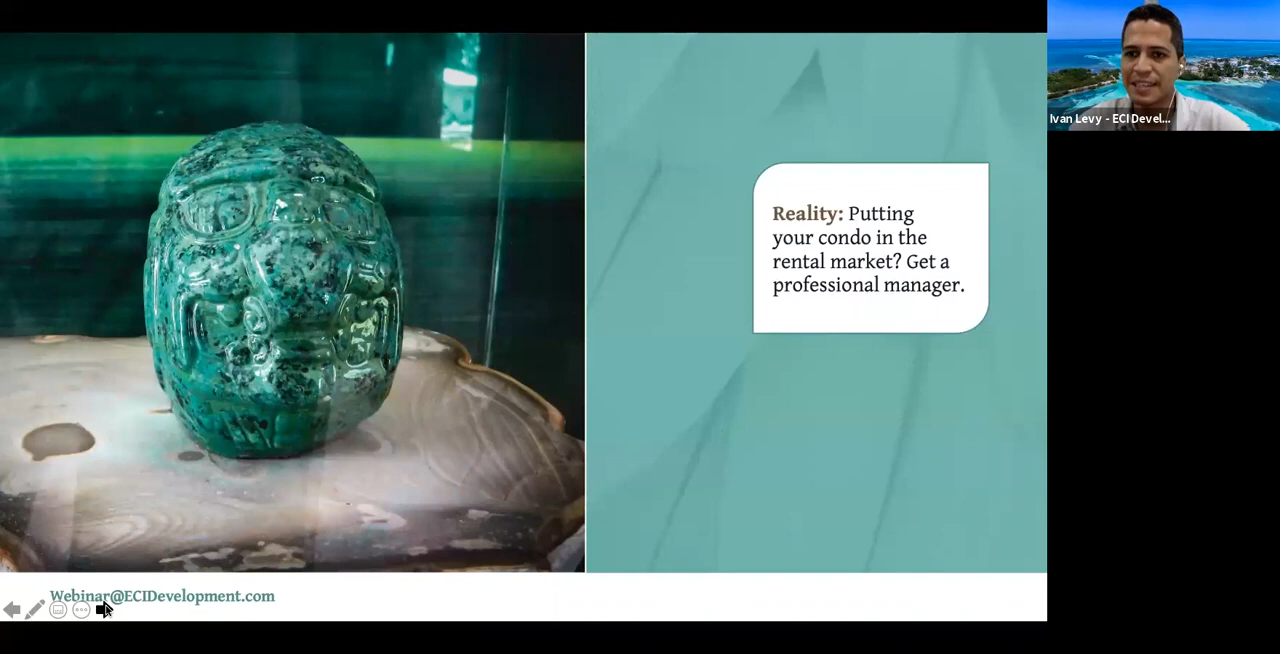 Ivan Levy - ECI Devel...
Reality: Putting
your condo in the
rental market? Get a
professional manager.
Webinar@ECIDevelopment.com